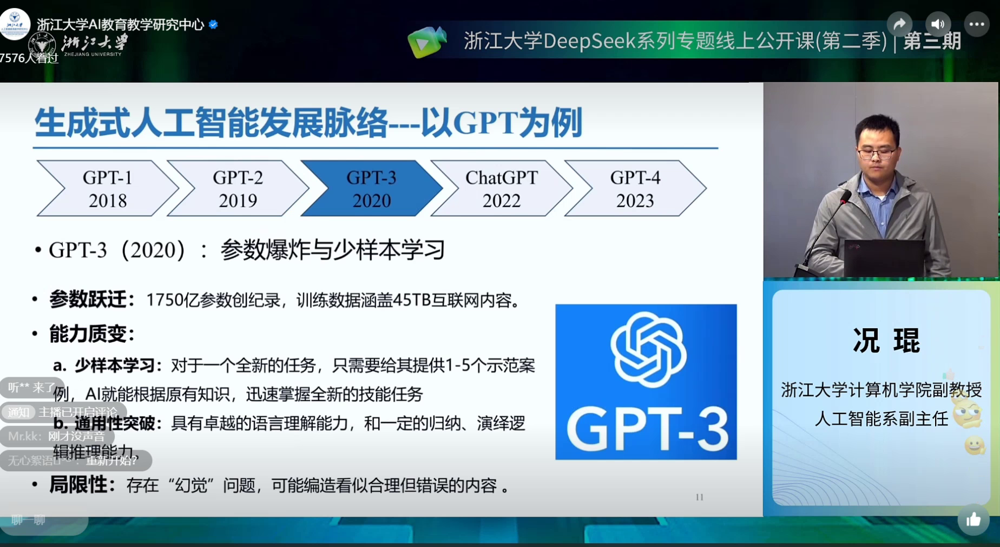 浙江大学AI教育教学研究中心
浙江大学
ZHEJIANG UNIVERSITY
7576人看过
浙江大学DeepSeek系列专题线上公开课(第二季) | 第三期
生成式人工智能发展脉络---以GPT为例
GPT-1
2018
GPT-2
2019
GPT-3
2020
ChatGPT
2022
GPT-4
2023
• GPT-3（2020）：参数爆炸与少样本学习
• 参数跃迁：1750亿参数创纪录，训练数据涵盖45TB互联网内容。
• 能力质变：
a. 少样本学习：对于一个全新的任务，只需要给其提供1-5个示范案
例，AI就能根据原有知识，迅速掌握全新的技能任务
b. 通用性突破：具有卓越的语言理解能力，和一定的归纳、演绎逻
辑推理能力。
• 局限性：存在“幻觉”问题，可能编造看似合理但错误的内容 。
11
GPT-3
听** 来了
通知 主播已开启评论
Mr.kk：刚才没声音
无心絮语 ：重新开始?
聊一聊
况 琨
浙江大学计算机学院副教授
人工智能系副主任